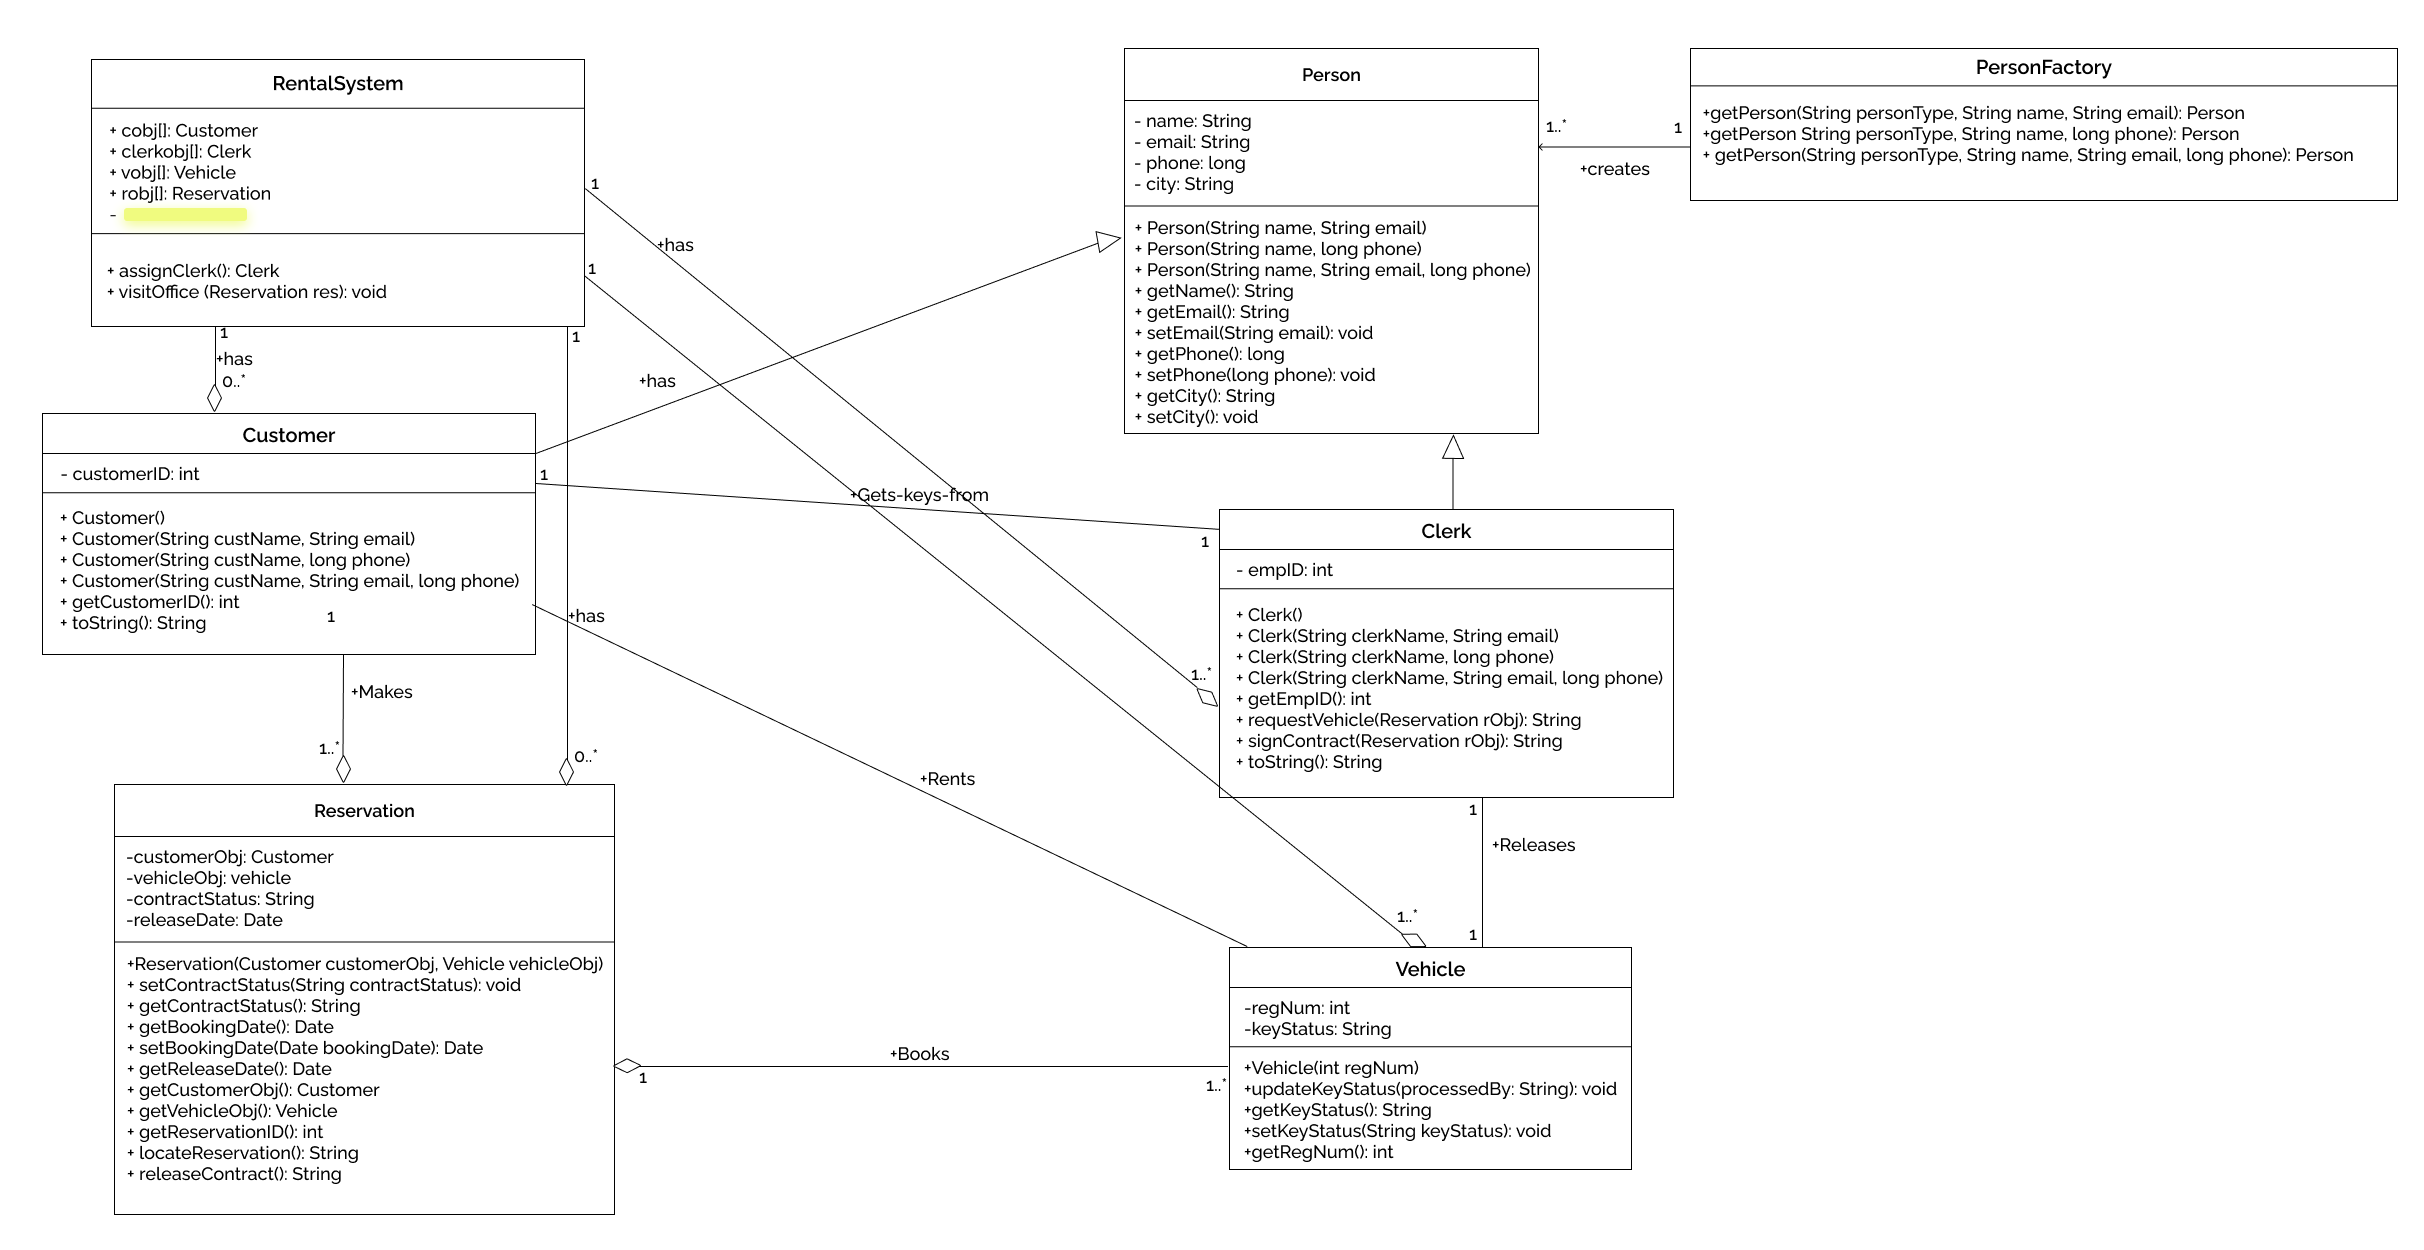 RentalSystem
+ cobj[]: Customer
+ clerkobj[]: Clerk
+ vobj[]: Vehicle
+ robj[]: Reservation
-
+ assignClerk(): Clerk
+ visitOffice (Reservation res): void
Person
- name: String
- email: String
- phone: long
- city: String
+ Person(String name, String email)
+ Person(String name, long phone)
+ Person(String name, String email, long phone)
+ getName(): String
+ getEmail(): String
+ setEmail(String email): void
+ getPhone(): long
+ setPhone(long phone): void
+ getCity(): String
+ setCity(): void
1..*
1
+creates
PersonFactory
+getPerson(String personType, String name, String email): Person
+getPerson String personType, String name, long phone): Person
+ getPerson(String personType, String name, String email, long phone): Person
1
+has
1
+has
1
+has
0..*
1
Customer
- customerID: int
+ Customer()
+ Customer(String custName, String email)
+ Customer(String custName, long phone)
+ Customer(String custName, String email, long phone)
+ getCustomerID(): int
+ toString(): String
1
1
+Gets-keys-from
1
+has
Clerk
- empID: int
+ Clerk()
+ Clerk(String clerkName, String email)
+ Clerk(String clerkName, long phone)
+ Clerk(String clerkName, String email, long phone)
+ getEmpID(): int
+ requestVehicle(Reservation rObj): String
+ signContract(Reservation rObj): String
+ toString(): String
1..*
+Makes
1..*
0..*
+Rents
1
+Releases
1
1..*
Reservation
-customerObj: Customer
-vehicleObj: vehicle
-contractStatus: String
-releaseDate: Date
+Reservation(Customer customerObj, Vehicle vehicleObj)
+ setContractStatus(String contractStatus): void
+ getContractStatus(): String
+ getBookingDate(): Date
+ setBookingDate(Date bookingDate): Date
+ getReleaseDate(): Date
+ getCustomerObj(): Customer
+ getVehicleObj(): Vehicle
+ getReservationID(): int
+ locateReservation(): String
+ releaseContract(): String
1
+Books
1..*
Vehicle
-regNum: int
-keyStatus: String
+Vehicle(int regNum)
+updateKeyStatus(processedBy: String): void
+getKeyStatus(): String
+setKeyStatus(String keyStatus): void
+getRegNum(): int